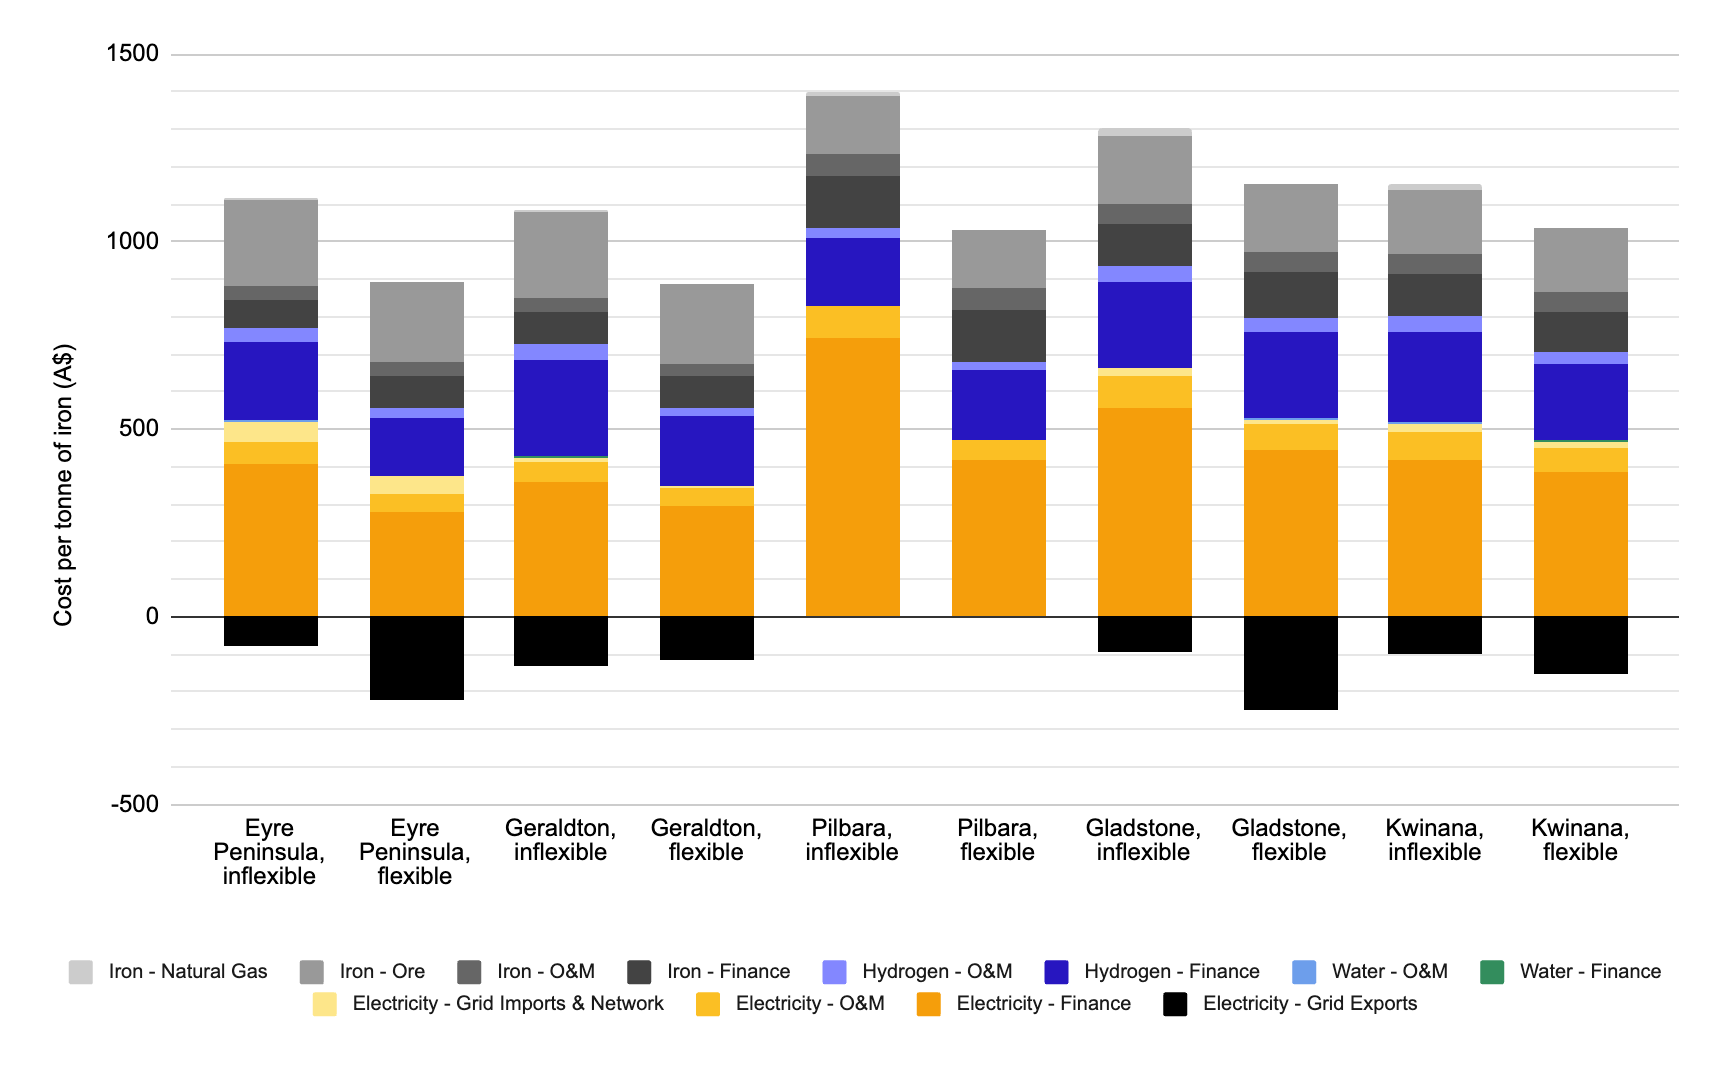 1500
1000
500
0
-500
Cost per tonne of iron (A$)
Eyre
Peninsula,
inflexible
Eyre
Peninsula,
flexible
Geraldton,
inflexible
Geraldton,
flexible
Pilbara,
inflexible
Pilbara,
flexible
Gladstone,
inflexible
Gladstone,
flexible
Kwinana,
inflexible
Kwinana,
flexible
Iron - Natural Gas
Iron - Ore
Iron - O&M
Iron - Finance
Hydrogen - O&M
Hydrogen - Finance
Water - O&M
Water - Finance
Electricity - Grid Imports & Network
Electricity - O&M
Electricity - Finance
Electricity - Grid Exports